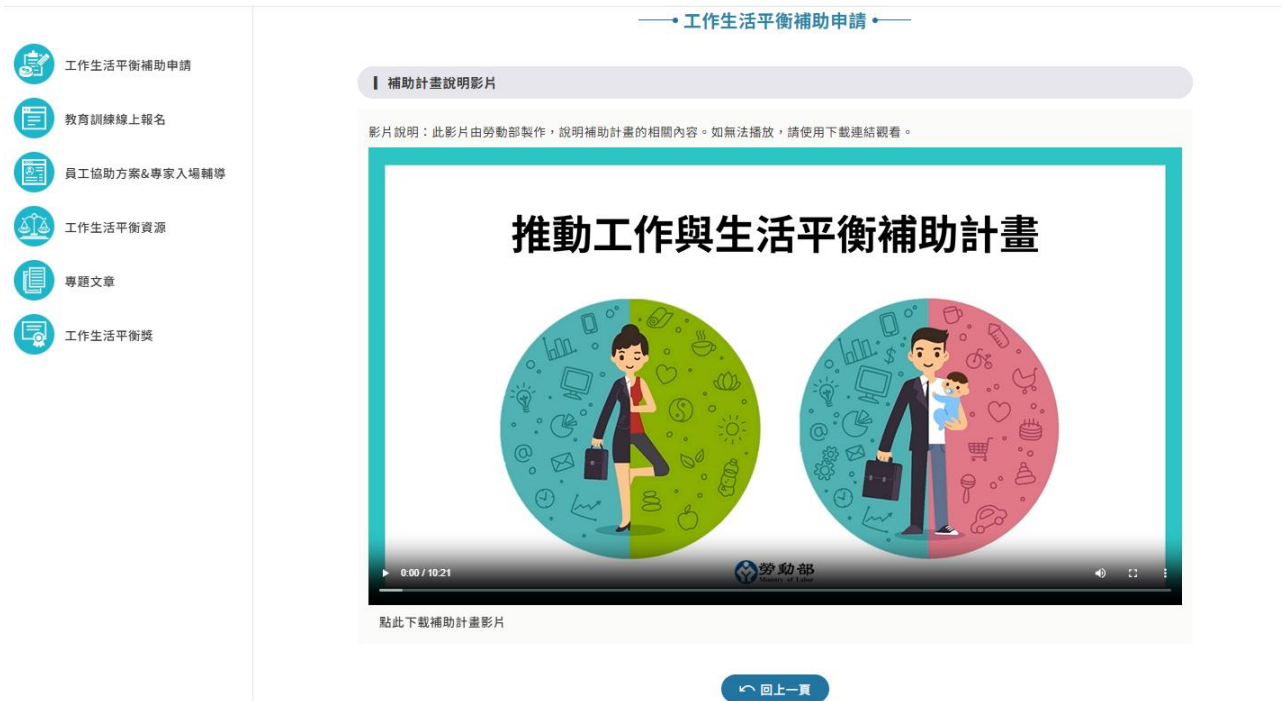 工作生活平衡補助申請
工作生活平衡補助申請
教育訓練線上報名
員工協助方案&專家入場輔導
工作生活平衡資源
專題文章
工作生活平衡獎
補助計畫說明影片
影片說明：此影片由勞動部製作，說明補助計畫的相關內容。如無法播放，請使用下載連結觀看。
推動工作與生活平衡補助計畫
勞動部
Ministry of Labor
0:00 / 10:21
點此下載補助計畫影片
回上一頁